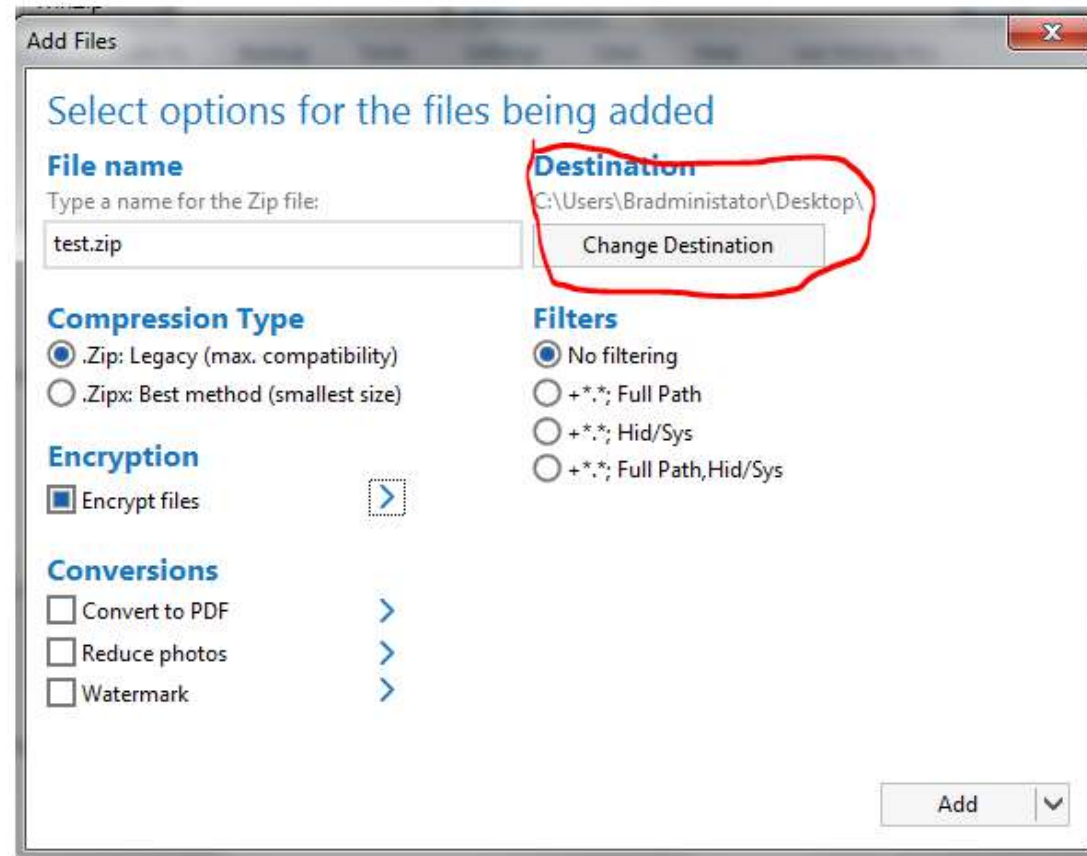 Add Files
Select options for the files being added
File name
Type a name for the Zip file:
test.zip
Destination
C:\Users\Bradministator\Desktop\
Change Destination
Compression Type
.Zip: Legacy (max. compatibility)
.Zipx: Best method (smallest size)
Filters
No filtering
+*.*; Full Path
+*.*; Hid/Sys
+*.*; Full Path,Hid/Sys
Encryption
Encrypt files
Conversions
Convert to PDF
Reduce photos
Watermark
Add